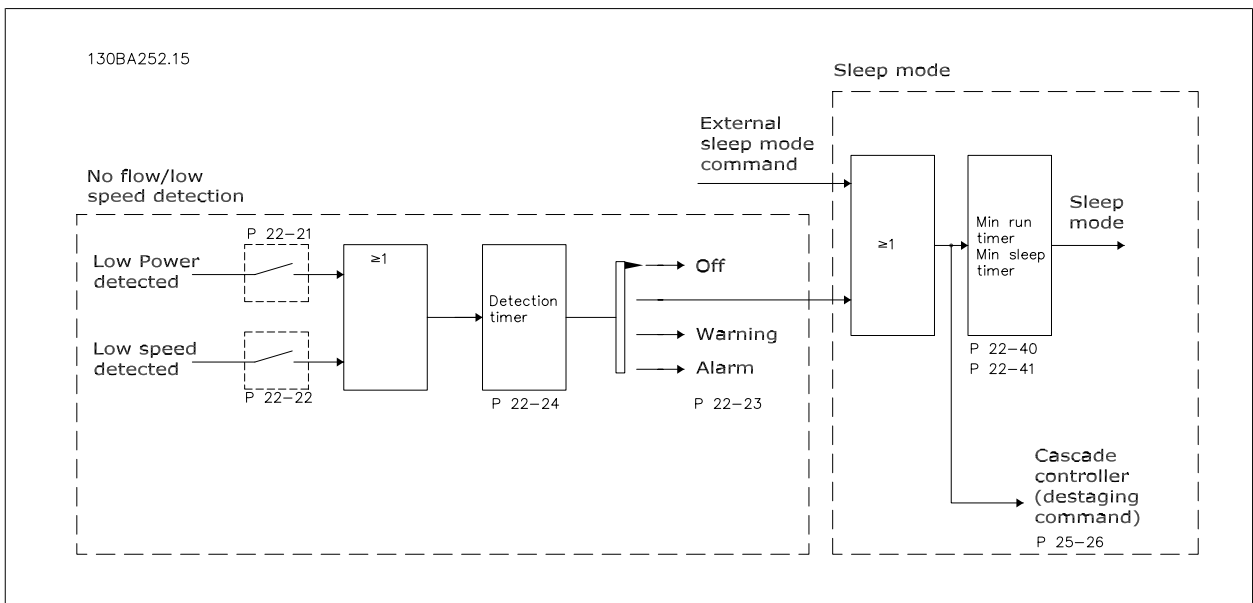 130BA252.15
No flow/low
speed detection
P 22-21
Low Power
detected
≥1
Low speed
detected
P 22-22
Detection
timer
P 22-24
Off
Warning
Alarm
P 22-23
External
sleep mode
command
Sleep mode
≥1
Min run
timer
Min sleep
timer
P 22-40
P 22-41
Sleep
mode
Cascade
controller
(destaging
command)
P 25-26